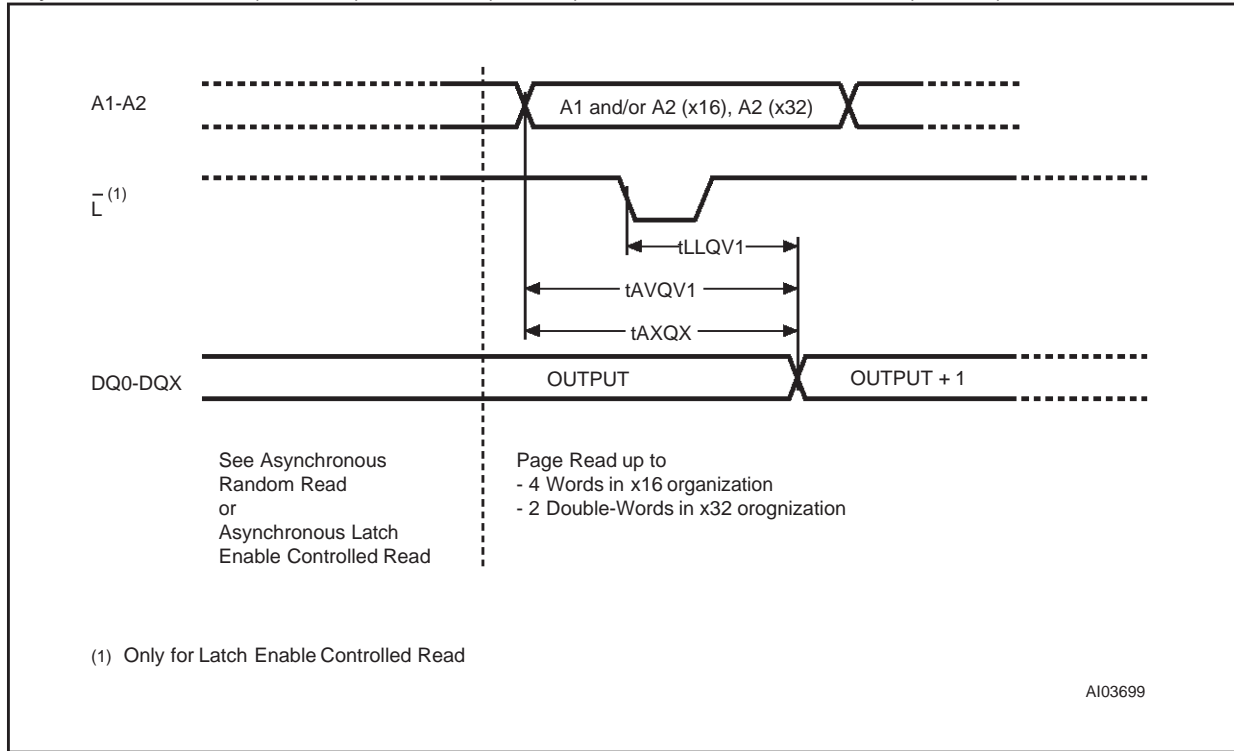 A1-A2
A1 and/or A2 (x16), A2 (x32)
L (1)
tLLQV1
tAVQV1
tAXQX
DQ0-DQX
OUTPUT
OUTPUT + 1
See Asynchronous
Random Read
or
Asynchronous Latch
Enable Controlled Read
Page Read up to
- 4 Words in x16 organization
- 2 Double-Words in x32 orognization
(1) Only for Latch Enable Controlled Read
AI03699